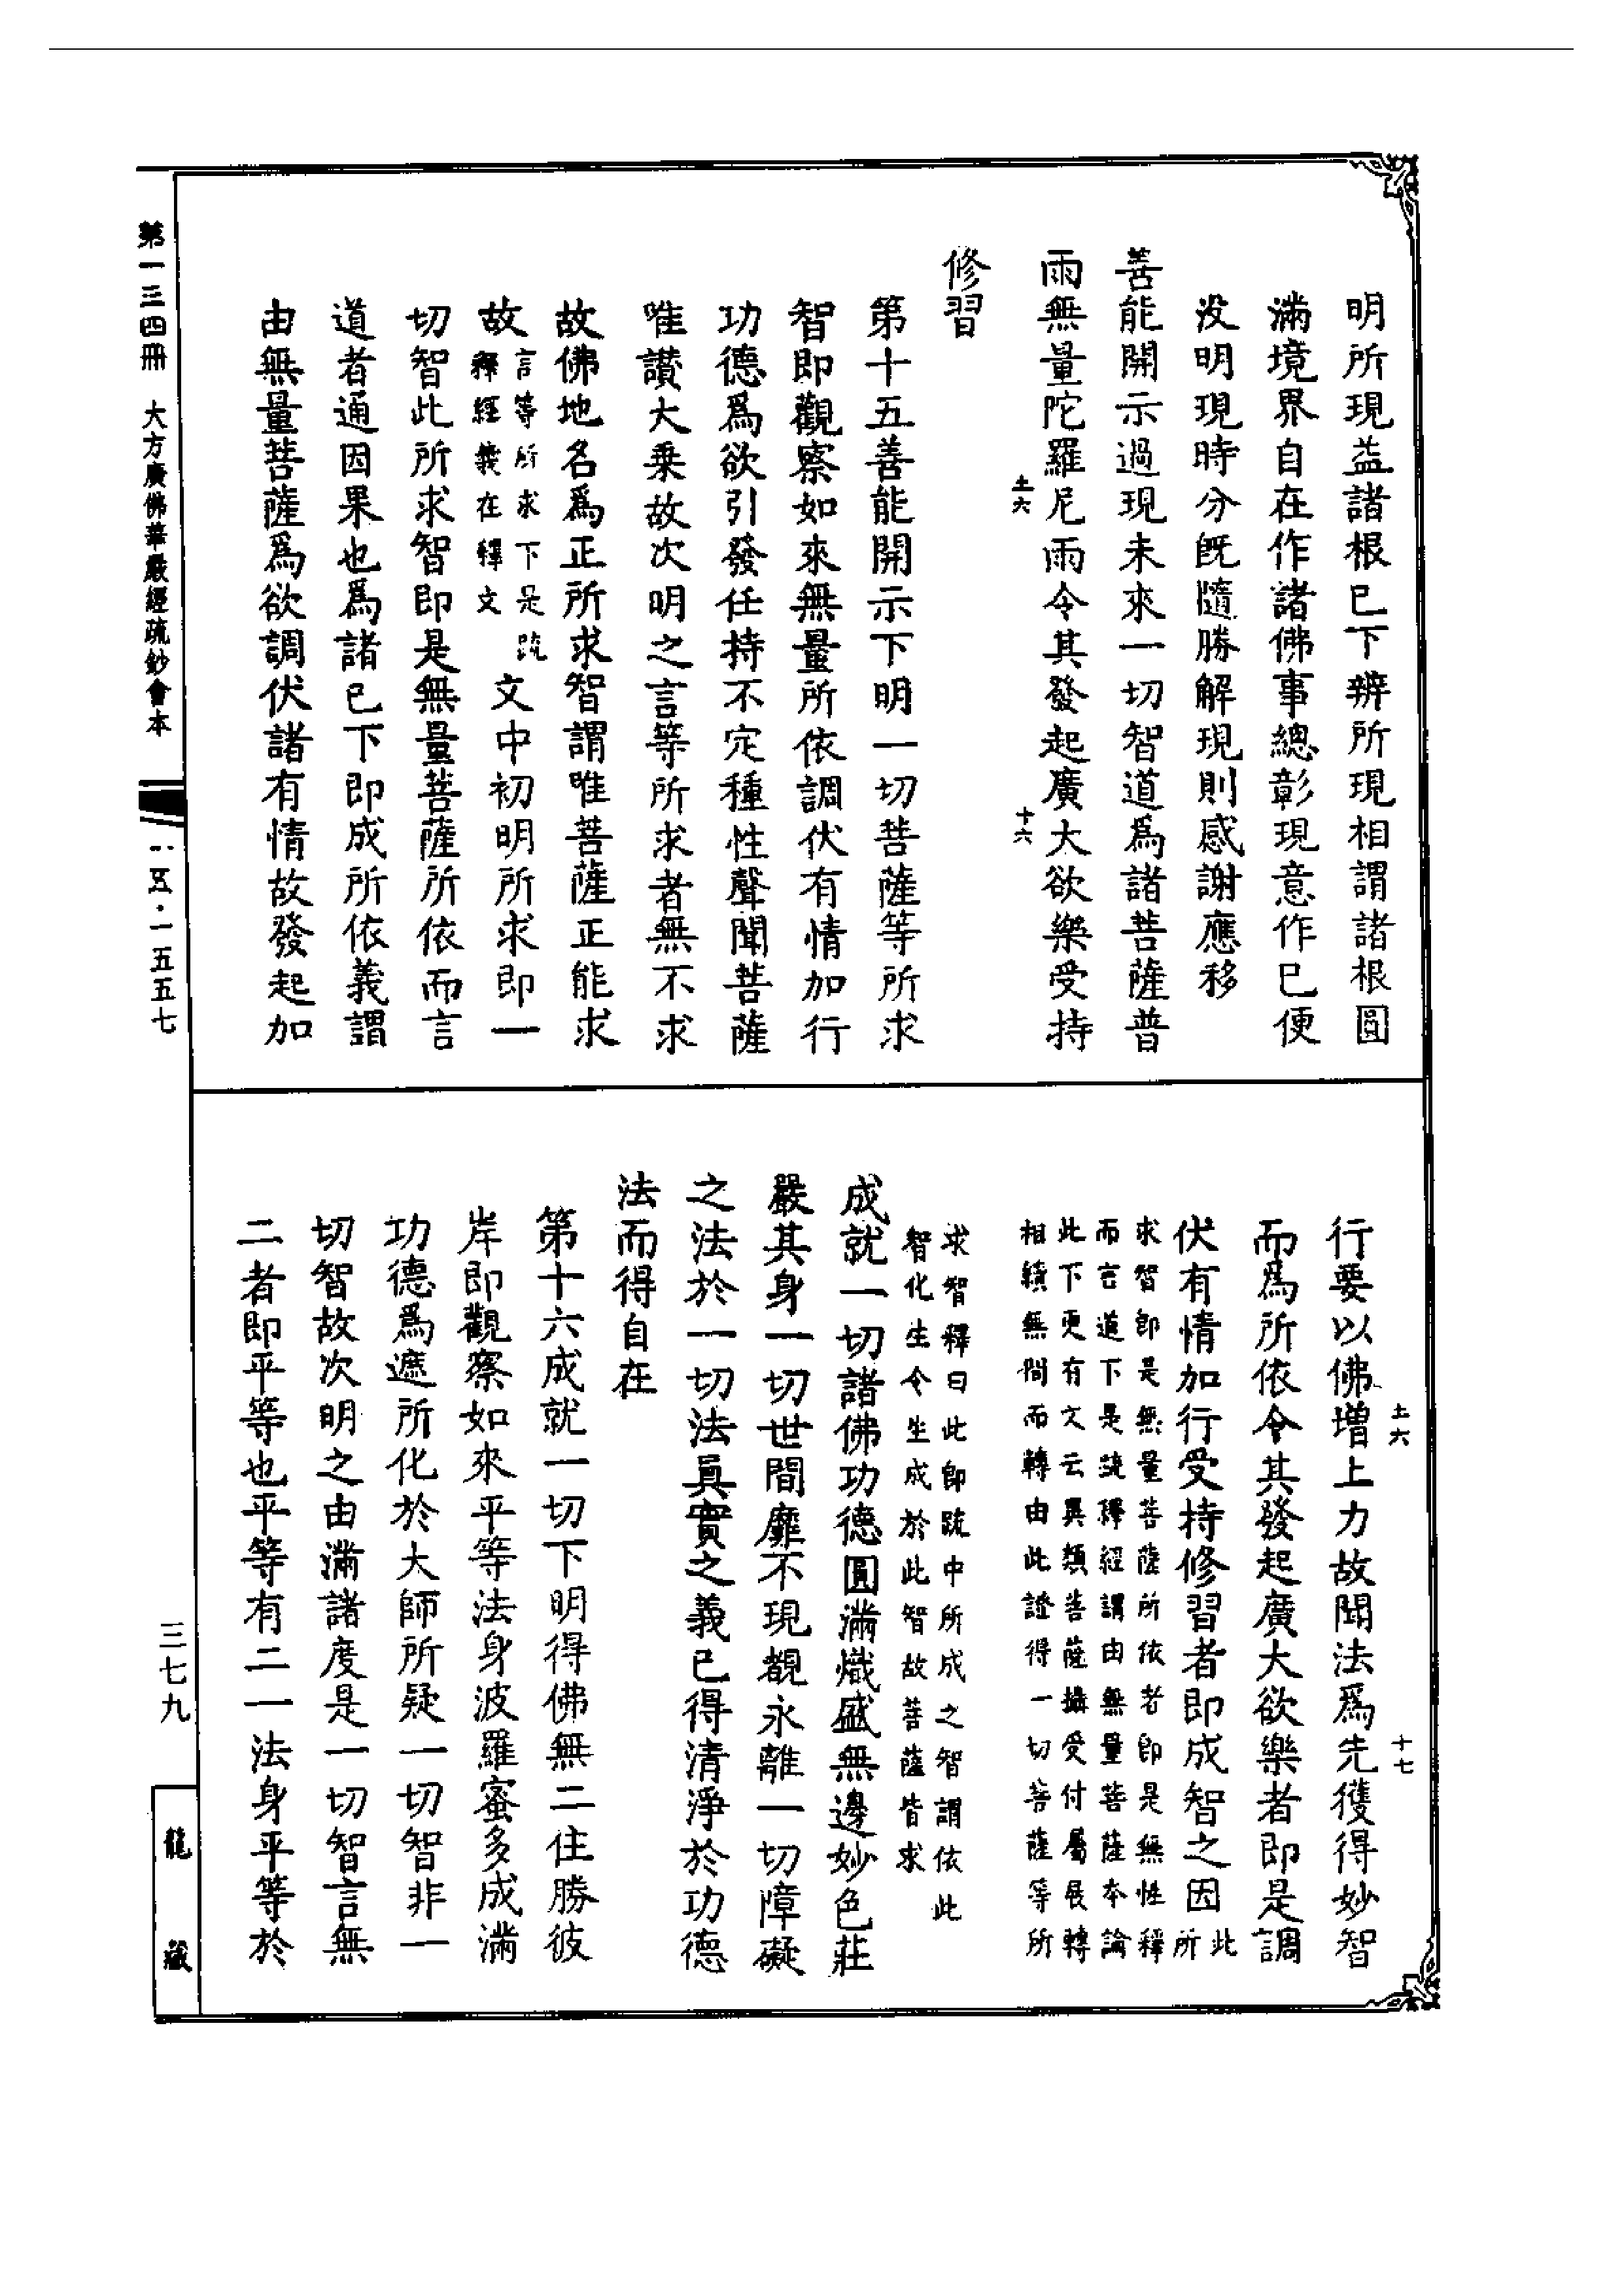 明所現益諸根已下辨所現相謂諸根圓
滿境界自在作諸佛事總彰現意作已便
没明現時分旣隨勝解現則感謝應移
善能開示過現未來一切智道爲諸菩薩普
雨無量陀羅尼雨令其發起廣大欲樂受持
土六
十六
修習
第十五善能開示下明一切菩薩等所求
智即觀察如來無量所依調伏有情加行
功德爲欲引發任持不定種性聲聞菩薩
唯讃大乗故次明之言等所求者無不求
故佛地名爲正所求智謂唯菩薩正能求
故
言等所求下是䟽
釋經義在釋文
文中初明所求即一
切智此所求智即是無量菩薩所依而言
道者通因果也爲諸已下即成所依義謂
由無量菩薩爲欲調伏諸有情故發起加
土六
十七
行要以佛增上力故聞法爲先獲得妙智
而爲所依令其發起廣大欲樂者即是調
伏有情加行受持修習者即成智之因
此
所
求智即是無量菩薩所依者即是無性釋
而言道下是䟽釋經謂由無量菩薩本論
此下更有文云異類菩薩攝受付屬展轉
相續無間而轉由此證得一切菩薩等所
求智釋曰此即䟽中所成之智謂依此
智化生令生成於此智故菩薩皆求
成就一切諸佛功德圓滿熾盛無邊妙色莊
嚴其身一切世間靡不現覩永離一切障礙
之法於一切法眞實之義已得清淨於功德
法而得自在
第十六成就一切下明得佛無二住勝彼
岸即觀察如來平等法身波羅蜜多成滿
功德爲遮所化於大師所疑一切智非一
切智故次明之由滿諸度是一切智言無
二者即平等也平等有二一法身平等於
第一三四冊 大方廣佛華嚴經疏鈔會本
一五·一五五七
三七九
龍藏